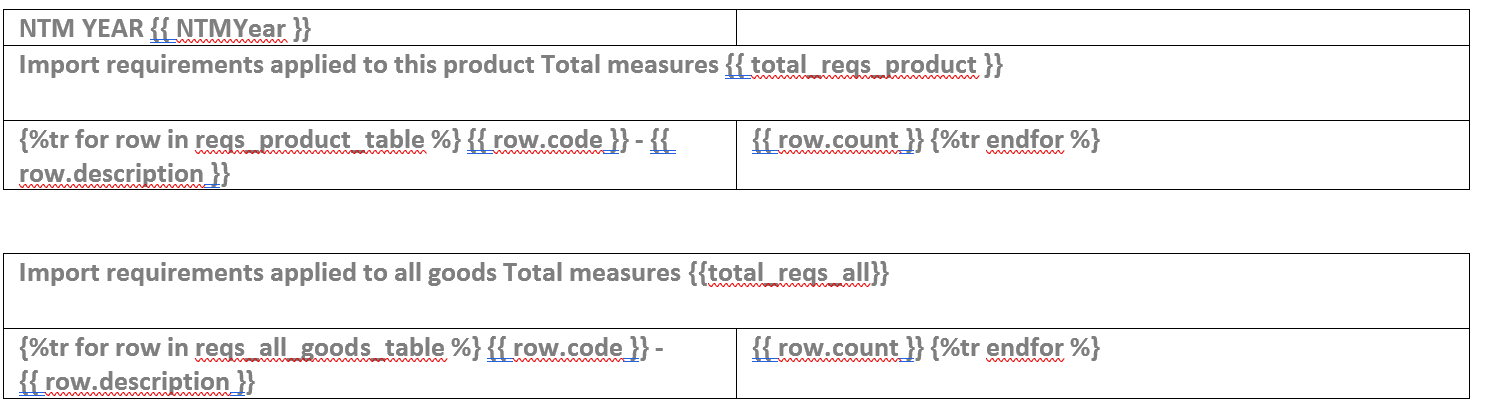 NTM YEAR {{ NTMYear }}
Import requirements applied to this product Total measures {{ total_reqs_product }}
{%tr for row in reqs_product_table %} {{ row.code }} - {{
row.description }}
{{ row.count }} {%tr endfor %}
Import requirements applied to all goods Total measures {{total_reqs_all}}
{%tr for row in reqs_all_goods_table %} {{ row.code }} -
{{ row.description }}
{{ row.count }} {%tr endfor %}